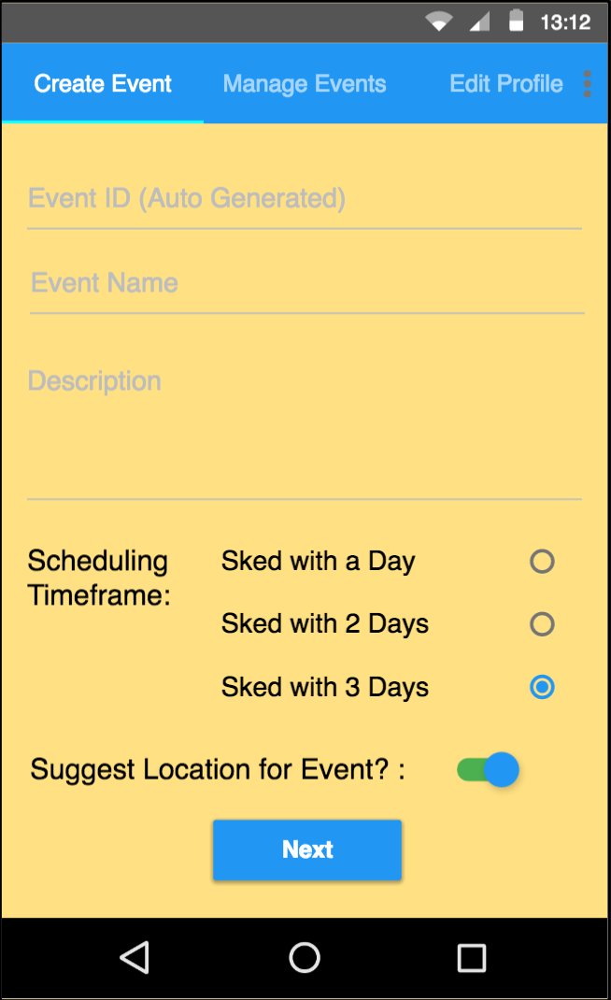 13:12
Create Event Manage Events Edit Profile
Event ID (Auto Generated)
Event Name
Description
Scheduling Sked with a Day
Timeframe:
Sked with 2 Days
Sked with 3 Days
Suggest Location for Event? :
Next